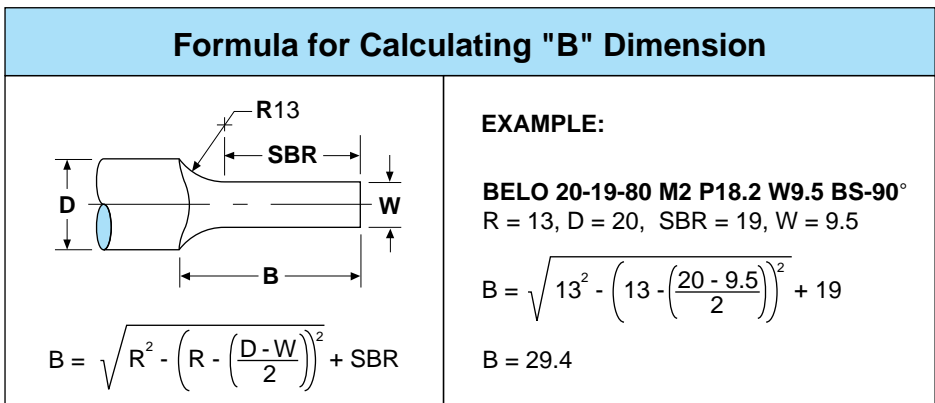 Formula for Calculating "B" Dimension
R13
SBR
D
W
B
B = √ R² - (R - (D - W / 2))² + SBR
EXAMPLE:
BELO 20-19-80 M2 P18.2 W9.5 BS-90°
R = 13, D = 20, SBR = 19, W = 9.5
B = √ 13² - (13 - (20 - 9.5 / 2))² + 19
B = 29.4